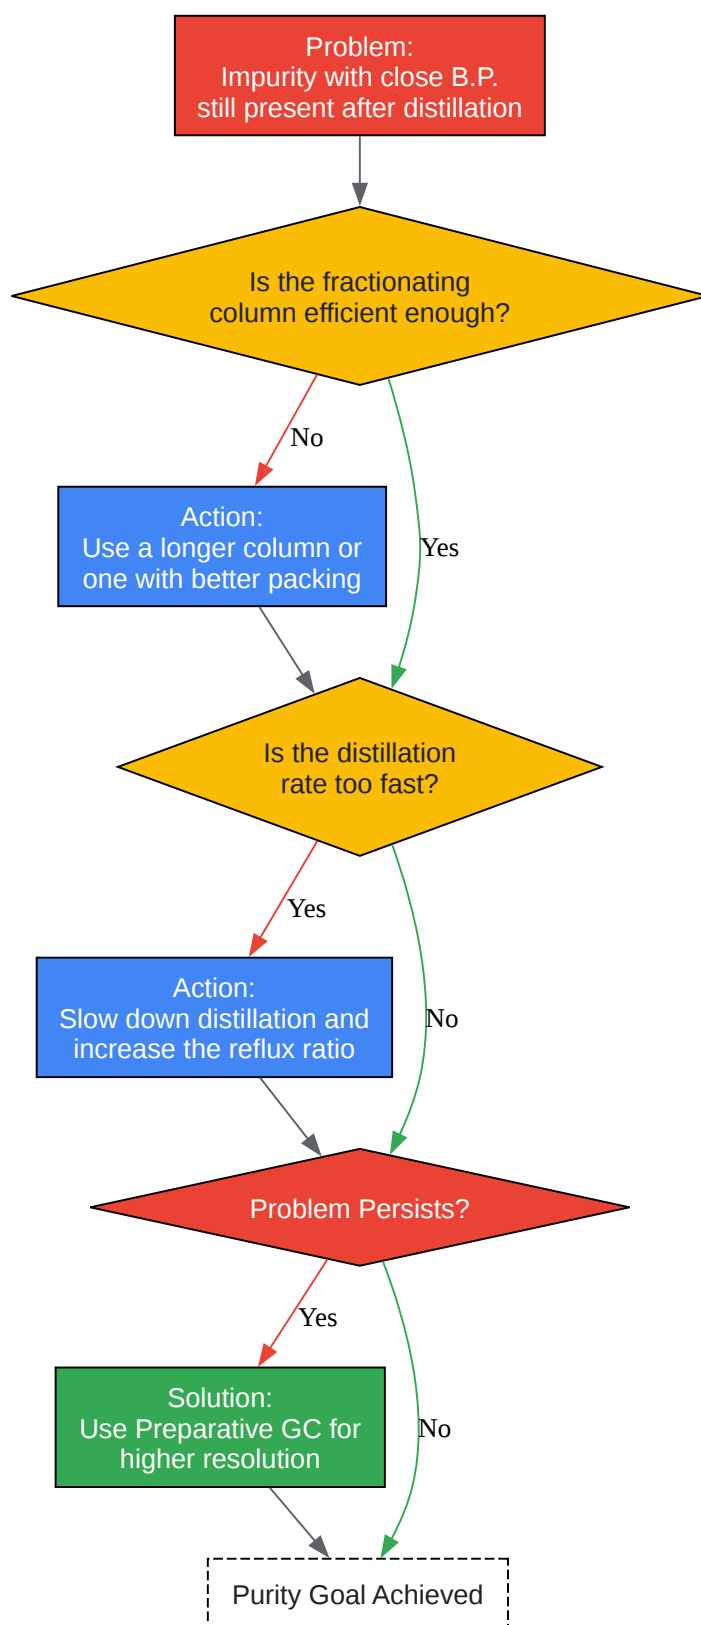 Problem:
Impurity with close B.P.
still present after distillation
Is the fractionating
column efficient enough?
No
Action:
Use a longer column or
one with better packing
Yes
Is the distillation
rate too fast?
Yes
Action:
Slow down distillation and
increase the reflux ratio
No
Problem Persists?
Yes
Solution:
Use Preparative GC for
higher resolution
No
Purity Goal Achieved